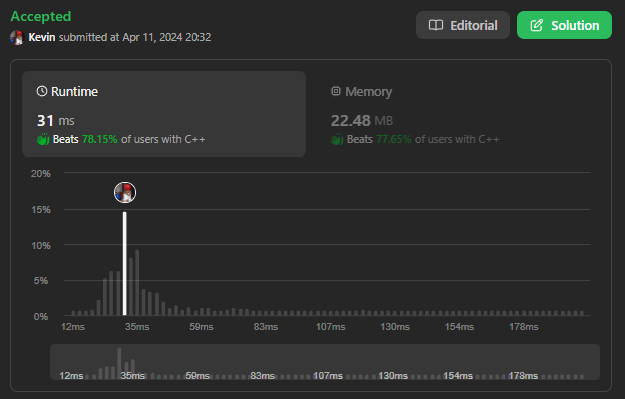 Accepted
Kevin submitted at Apr 11, 2024 20:32
Editorial
Solution
Runtime
31 ms
Beats 78.15% of users with C++
Memory
22.48 MB
Beats 77.65% of users with C++
20%
15%
10%
5%
0%
12ms 35ms 59ms 83ms 107ms 130ms 154ms 178ms
12ms 35ms 59ms 83ms 107ms 130ms 154ms 178ms